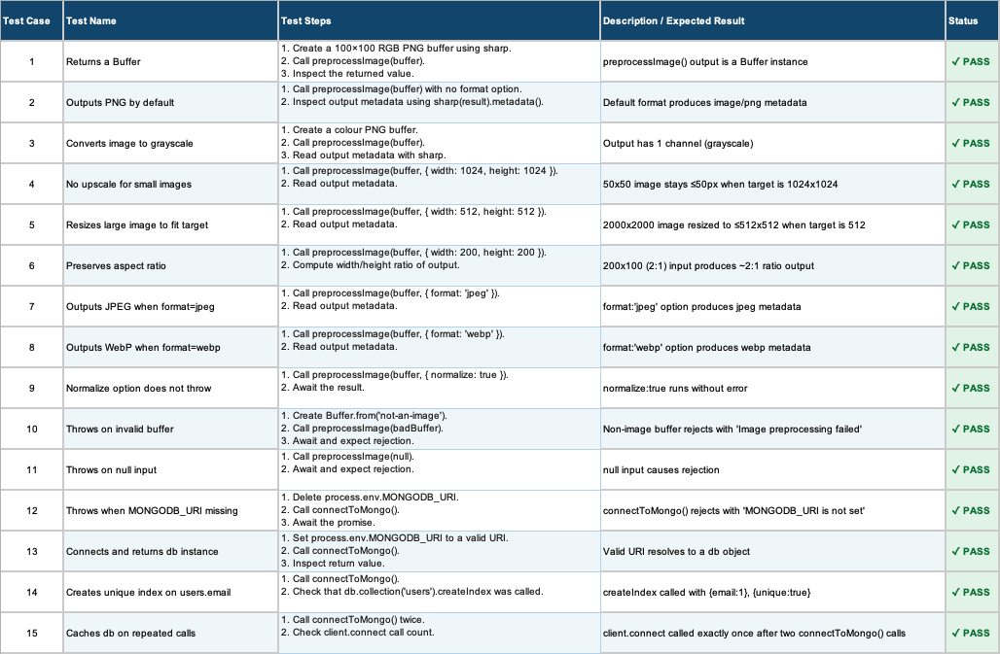 Test Case Test Name Test Steps Description / Expected Result Status
1 Returns a Buffer 1. Create a 100×100 RGB PNG buffer using sharp.
2. Call preprocessImage(buffer).
3. Inspect the returned value. preprocessImage() output is a Buffer instance ✓ PASS
2 Outputs PNG by default 1. Call preprocessImage(buffer) with no format option.
2. Inspect output metadata using sharp(result).metadata(). Default format produces image/png metadata ✓ PASS
3 Converts image to grayscale 1. Create a colour PNG buffer.
2. Call preprocessImage(buffer).
3. Read output metadata with sharp. Output has 1 channel (grayscale) ✓ PASS
4 No upscale for small images 1. Call preprocessImage(buffer, { width: 1024, height: 1024 }).
2. Read output metadata. 50x50 image stays ≤50px when target is 1024x1024 ✓ PASS
5 Resizes large image to fit target 1. Call preprocessImage(buffer, { width: 512, height: 512 }).
2. Read output metadata. 2000x2000 image resized to ≤512x512 when target is 512 ✓ PASS
6 Preserves aspect ratio 1. Call preprocessImage(buffer, { width: 200, height: 200 }).
2. Compute width/height ratio of output. 200x100 (2:1) input produces ~2:1 ratio output ✓ PASS
7 Outputs JPEG when format=jpeg 1. Call preprocessImage(buffer, { format: 'jpeg' }).
2. Read output metadata. format:'jpeg' option produces jpeg metadata ✓ PASS
8 Outputs WebP when format=webp 1. Call preprocessImage(buffer, { format: 'webp' }).
2. Read output metadata. format:'webp' option produces webp metadata ✓ PASS
9 Normalize option does not throw 1. Call preprocessImage(buffer, { normalize: true }).
2. Await the result. normalize:true runs without error ✓ PASS
10 Throws on invalid buffer 1. Create Buffer.from('not-an-image').
2. Call preprocessImage(badBuffer).
3. Await and expect rejection. Non-image buffer rejects with 'Image preprocessing failed' ✓ PASS
11 Throws on null input 1. Call preprocessImage(null).
2. Await and expect rejection. null input causes rejection ✓ PASS
12 Throws when MONGODB_URI missing 1. Delete process.env.MONGODB_URI.
2. Call connectToMongo().
3. Await the promise. connectToMongo() rejects with 'MONGODB_URI is not set' ✓ PASS
13 Connects and returns db instance 1. Set process.env.MONGODB_URI to a valid URI.
2. Call connectToMongo().
3. Inspect return value. Valid URI resolves to a db object ✓ PASS
14 Creates unique index on users.email 1. Call connectToMongo().
2. Check that db.collection('users').createIndex was called. createIndex called with {email:1}, {unique:true} ✓ PASS
15 Caches db on repeated calls 1. Call connectToMongo() twice.
2. Check client.connect call count. client.connect called exactly once after two connectToMongo() calls ✓ PASS